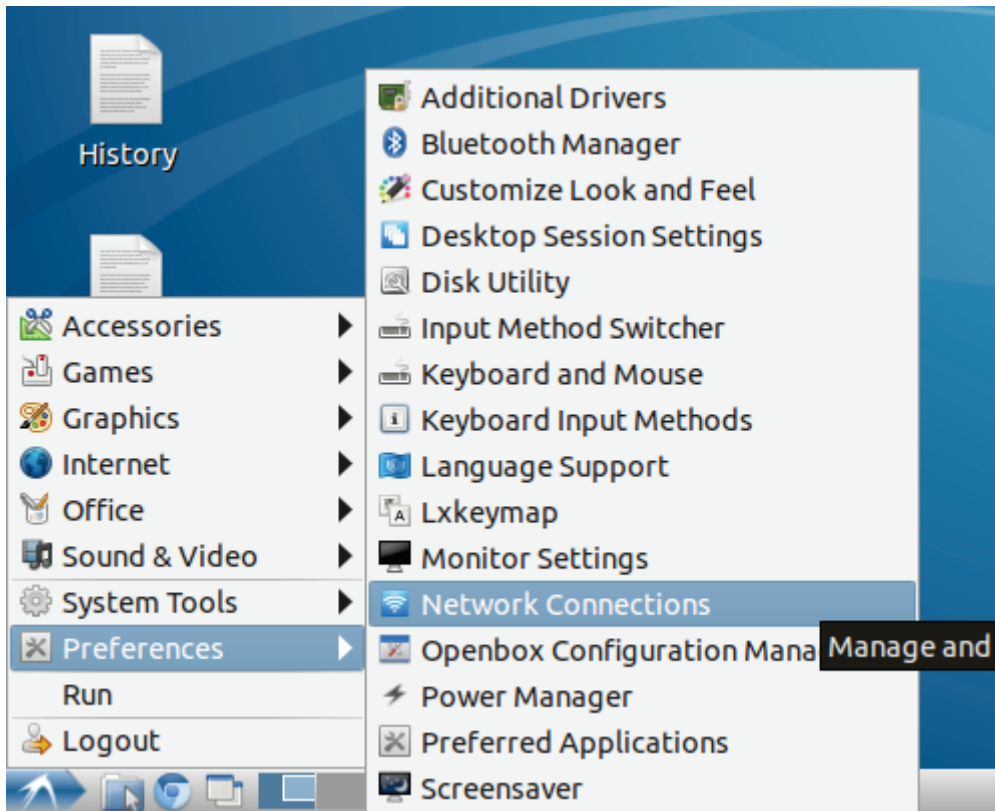 History
Accessories
Games
Graphics
Internet
Office
Sound & Video
System Tools
Preferences
Run
Logout
Additional Drivers
Bluetooth Manager
Customize Look and Feel
Desktop Session Settings
Disk Utility
Input Method Switcher
Keyboard and Mouse
Keyboard Input Methods
Language Support
Lxkeymap
Monitor Settings
Network Connections
Openbox Configuration Mana
Manage and
Power Manager
Preferred Applications
Screensaver